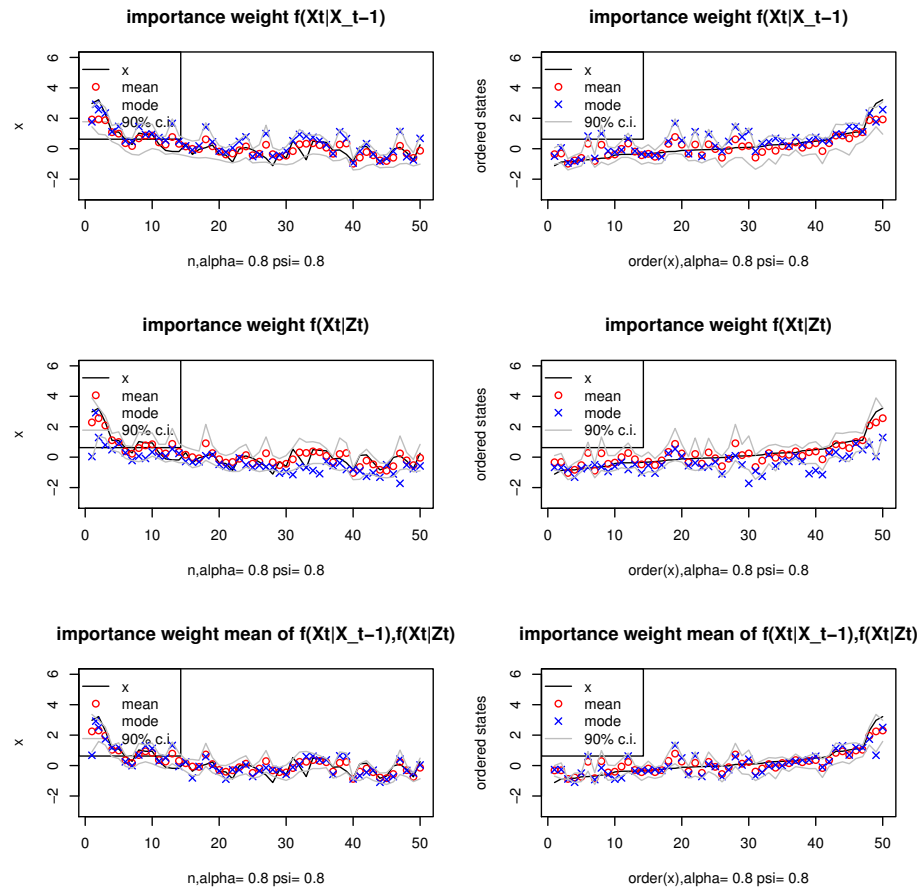 importance weight f(Xt|X_t−1)
x
6
4
2
0
−2
x
mean
mode
90% c.i.
0 10 20 30 40 50
n,alpha= 0.8 psi= 0.8
importance weight f(Xt|X_t−1)
ordered states
6
4
2
0
−2
x
mean
mode
90% c.i.
0 10 20 30 40 50
order(x),alpha= 0.8 psi= 0.8
importance weight f(Xt|Zt)
x
6
4
2
0
−2
x
mean
mode
90% c.i.
0 10 20 30 40 50
n,alpha= 0.8 psi= 0.8
importance weight f(Xt|Zt)
ordered states
6
4
2
0
−2
x
mean
mode
90% c.i.
0 10 20 30 40 50
order(x),alpha= 0.8 psi= 0.8
importance weight mean of f(Xt|X_t−1),f(Xt|Zt)
x
6
4
2
0
−2
x
mean
mode
90% c.i.
0 10 20 30 40 50
n,alpha= 0.8 psi= 0.8
importance weight mean of f(Xt|X_t−1),f(Xt|Zt)
ordered states
6
4
2
0
−2
x
mean
mode
90% c.i.
0 10 20 30 40 50
order(x),alpha= 0.8 psi= 0.8